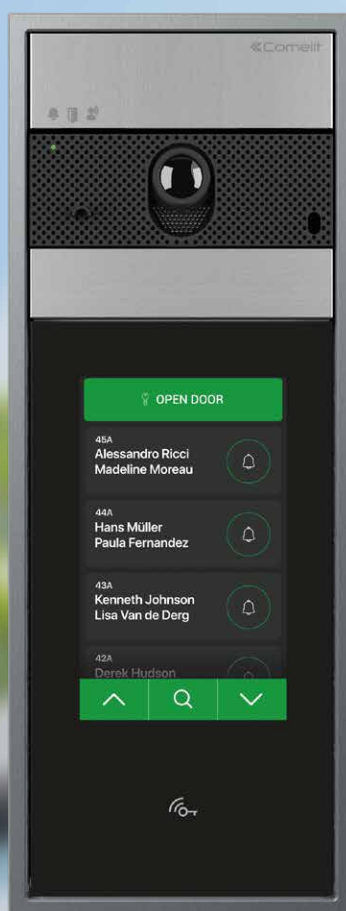 Comelit
OPEN DOOR
45A
Alessandro Ricci
Madeline Moreau
44A
Hans Müller
Paula Fernandez
43A
Kenneth Johnson
Lisa Van de Derg
42A
Derek Hudson